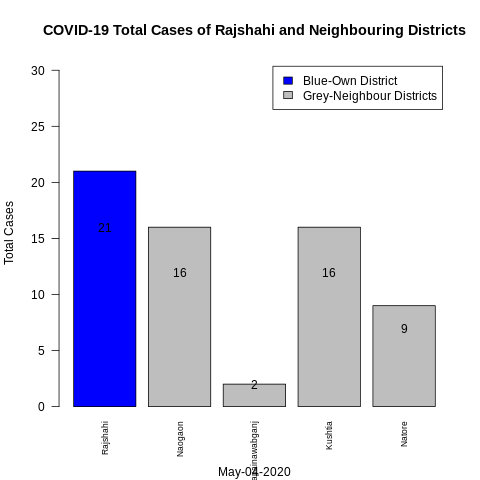 COVID-19 Total Cases of Rajshahi and Neighbouring Districts
Blue-Own District
Grey-Neighbour Districts
Total Cases
30
25
20
15
10
5
0
21
16
2
16
9
Rajshahi
Naogaon
Kushtia
Natore
May-04-2020